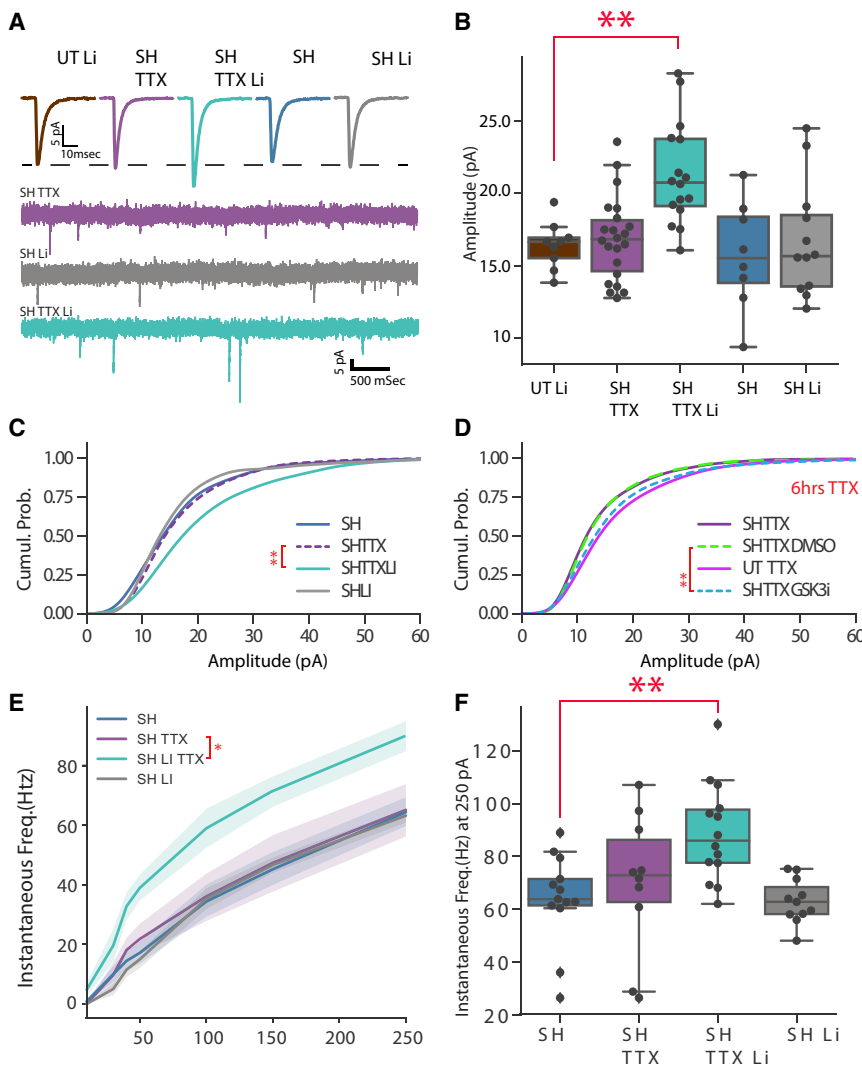 A
UT Li
SH
TTX
SH
TTX Li
SH
SH Li
5 pA
10msec
SH TTX
SH Li
SH TTX Li
5 pA
500 mSec
B
**
Amplitude (pA)
25.0
20.0
15.0
10
UT Li
SH
TTX
SH
TTX Li
SH
SH Li
C
Cumul. Prob.
1.00
0.75
0.50
0.25
0.00
0
10
20
30
40
50
60
Amplitude (pA)
**
SH
SHTTX
SHTTXLI
SHLI
D
Cumul. Prob.
1.00
0.75
0.50
0.25
0.00
0
10
20
30
40
50
60
Amplitude (pA)
6hrs TTX
**
SHTTX
SHTTX DMSO
UT TTX
SHTTX GSK3i
E
SH
SH TTX
SH LI TTX
SH LI
*
Instantaneous Freq.(Htz)
80
60
40
20
0
50
100
150
200
250
F
**
Instantaneous Freq.(Hz) at 250 pA
120
100
80
60
40
20
SH
SH
TTX
SH
TTX Li
SH Li